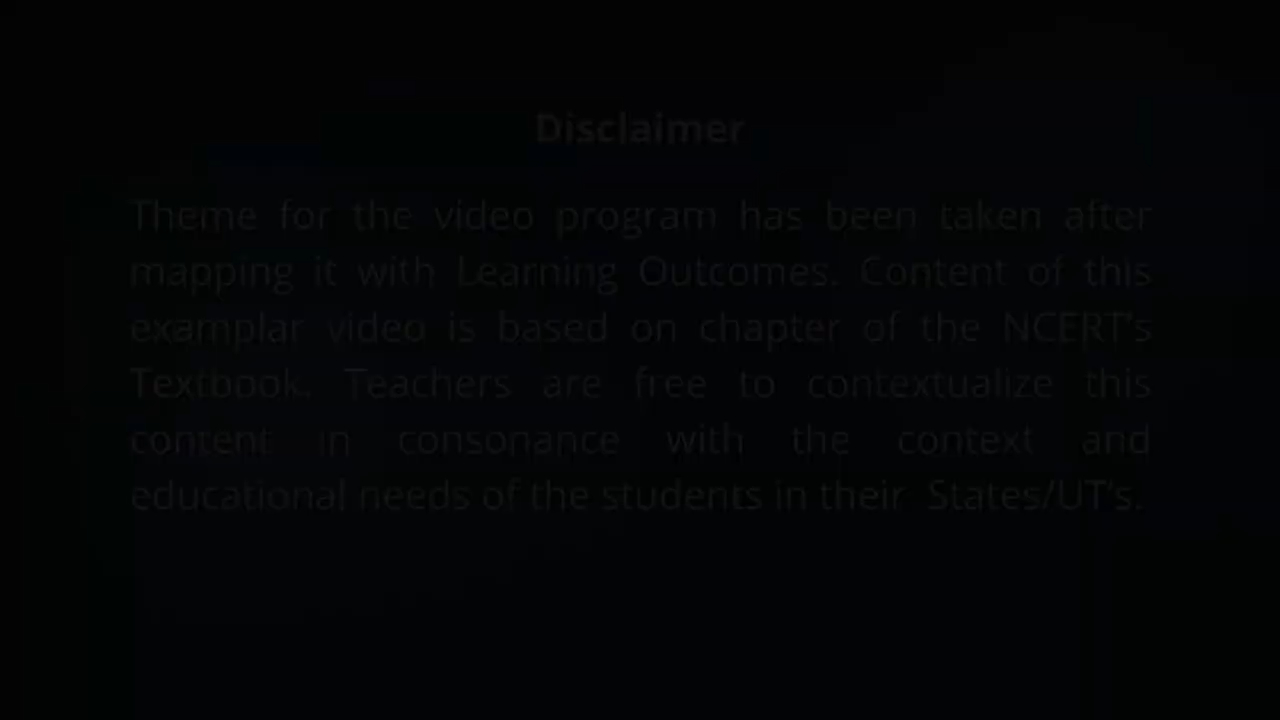 Disclaimer
Theme for the video program has been taken after
mapping it with Learning Outcomes. Content of this
examplar video is based on chapter of the NCERT's
Textbook. Teachers are free to contextualize this
content in consonance with the context and
educational needs of the students in their States/UT's.